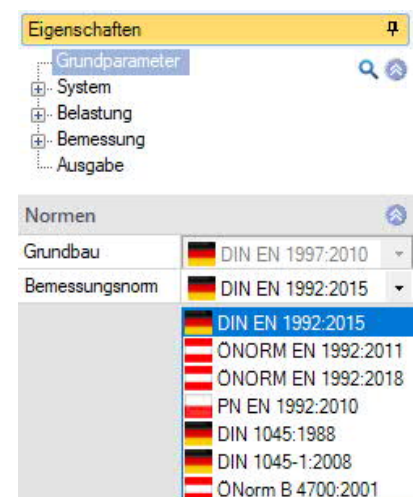 Eigenschaften
Grundparameter
System
Belastung
Bemessung
Ausgabe
Normen
Grundbau DIN EN 1997:2010
Bemessungsnorm DIN EN 1992:2015
DIN EN 1992:2015
ÖNORM EN 1992:2011
ÖNORM EN 1992:2018
PN EN 1992:2010
DIN 1045:1988
DIN 1045-1:2008
ÖNorm B 4700:2001